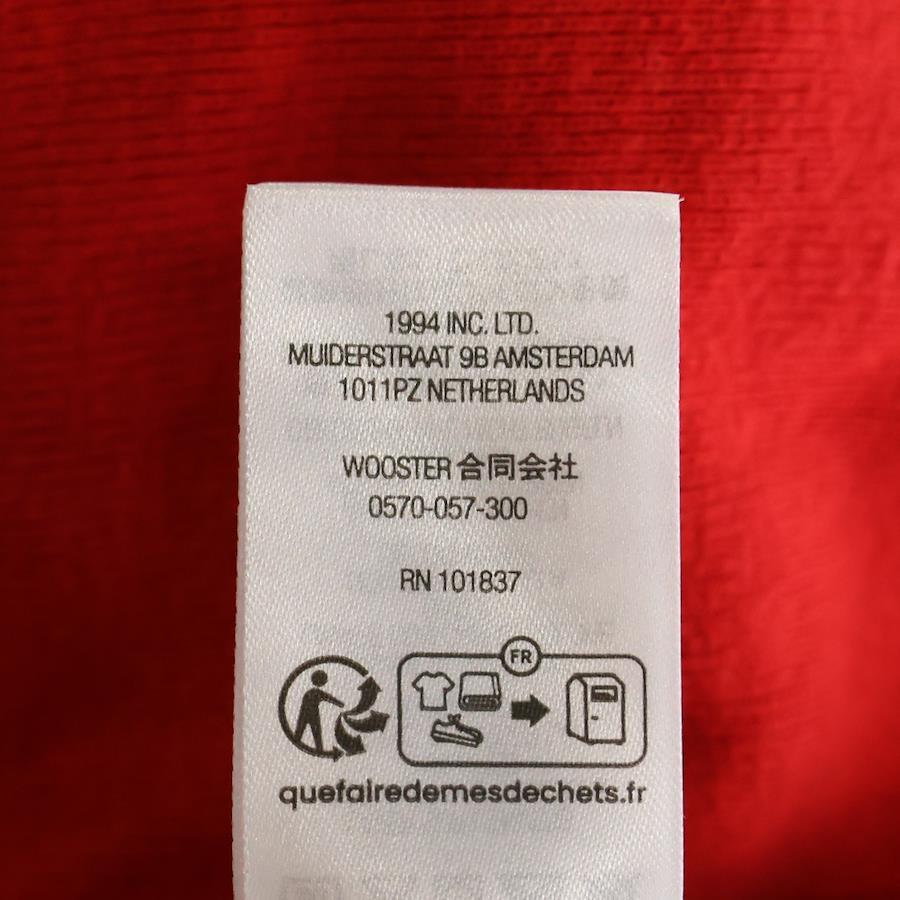 1994 INC. LTD.
MUIDERSTRAAT 9B AMSTERDAM
1011PZ NETHERLANDS
WOOSTER 合同会社
0570-057-300
RN 101837
FR
quefairedemesdechets.fr